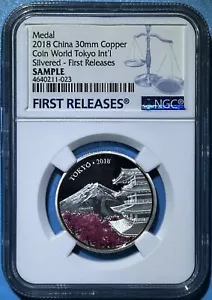 Medal
2018 China 30mm Copper
Coin World Tokyo Int'l
Silvered - First Releases
SAMPLE
4640211-023
FIRST RELEASES
NGC
TOKYO · 2018